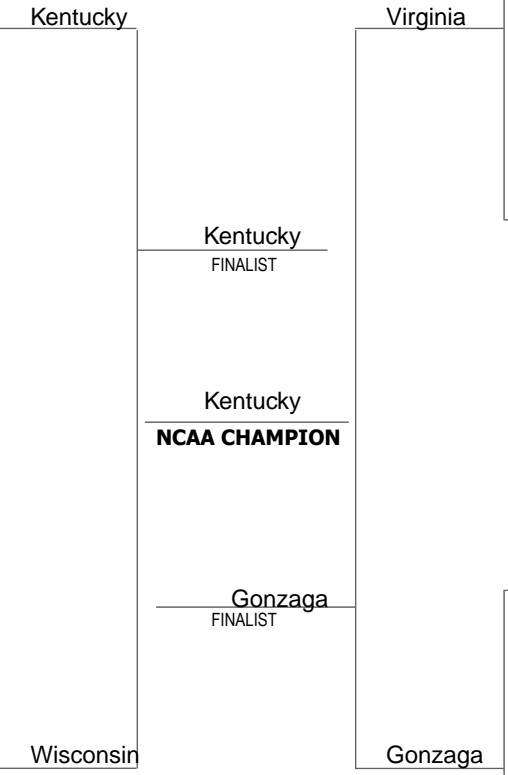 Kentucky
Virginia
Kentucky
FINALIST
Kentucky
NCAA CHAMPION
Gonzaga
FINALIST
Wisconsin
Gonzaga